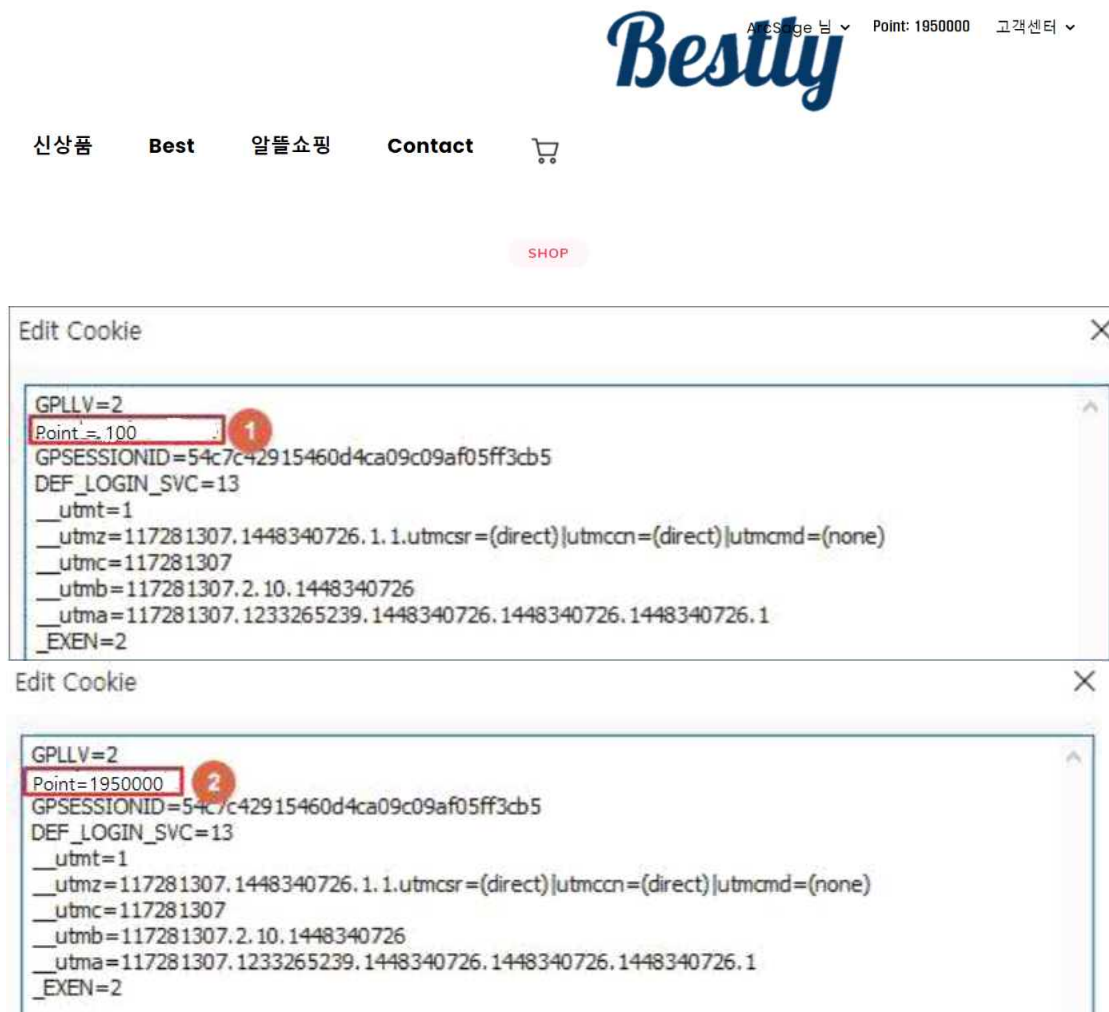 Bestly
ArcSage 님 Point: 1950000 고객센터
신상품 Best 알뜰쇼핑 Contact
SHOP
Edit Cookie
GPLLV=2
Point = 100
1
GPSESSIONID=54c7c42915460d4ca09c09af05ff3cb5
DEF_LOGIN_SVC=13
__utmt=1
__utmz=117281307.1448340726.1.1.utmcsr=(direct)|utmccn=(direct)|utmcmd=(none)
__utmc=117281307
__utmb=117281307.2.10.1448340726
__utma=117281307.1233265239.1448340726.1448340726.1448340726.1
_EXEN=2
Edit Cookie
GPLLV=2
Point=1950000
2
GPSESSIONID=54c7c42915460d4ca09c09af05ff3cb5
DEF_LOGIN_SVC=13
__utmt=1
__utmz=117281307.1448340726.1.1.utmcsr=(direct)|utmccn=(direct)|utmcmd=(none)
__utmc=117281307
__utmb=117281307.2.10.1448340726
__utma=117281307.1233265239.1448340726.1448340726.1448340726.1
_EXEN=2